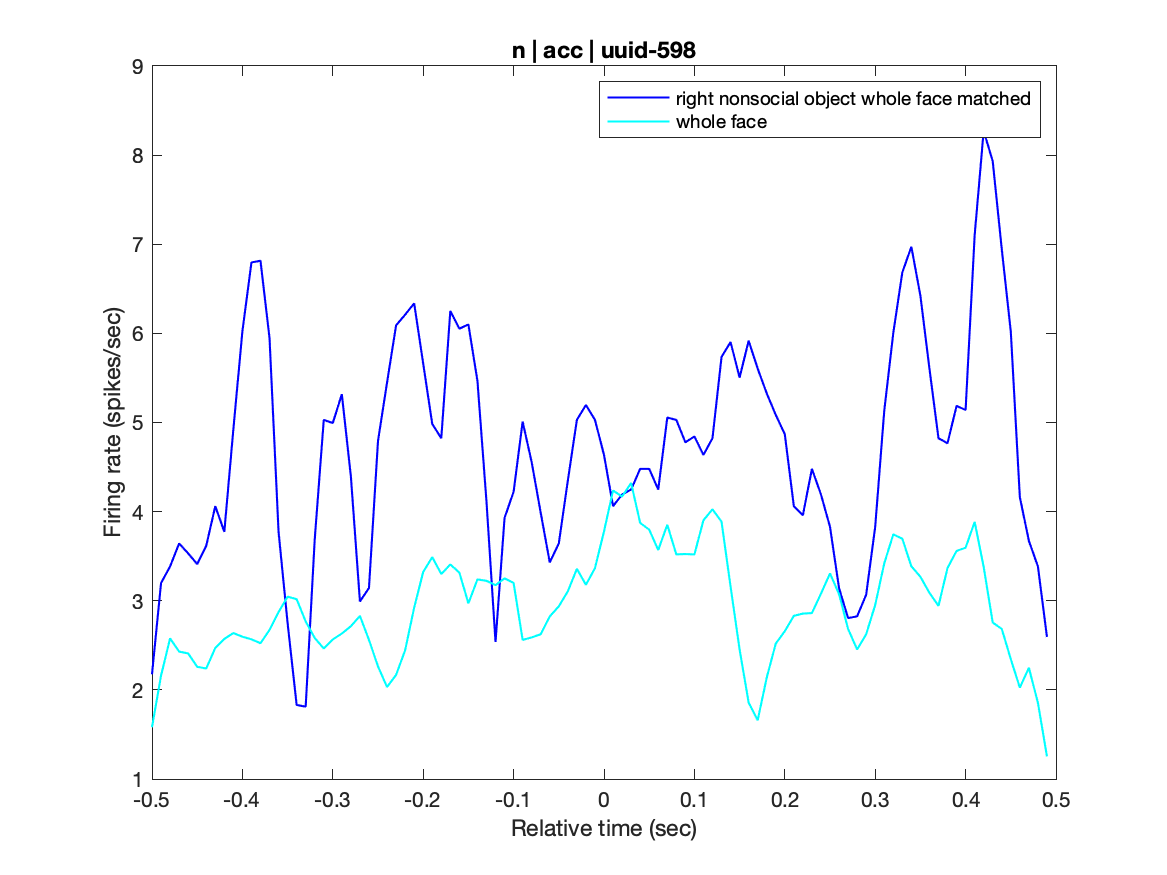 n | acc | uuid-598
right nonsocial object whole face matched
whole face
Firing rate (spikes/sec)
9
8
7
6
5
4
3
2
1
-0.5 -0.4 -0.3 -0.2 -0.1 0 0.1 0.2 0.3 0.4 0.5
Relative time (sec)